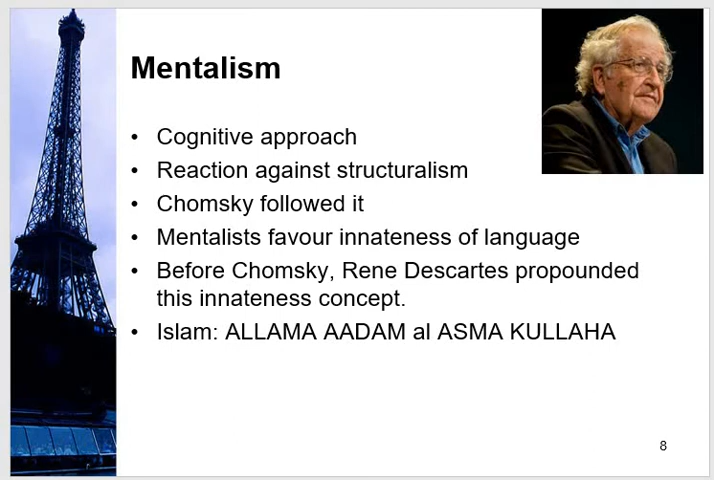 Mentalism
• Cognitive approach
• Reaction against structuralism
• Chomsky followed it
• Mentalists favour innateness of language
• Before Chomsky, Rene Descartes propounded
this innateness concept.
• Islam: ALLAMA AADAM al ASMA KULLAHA
8